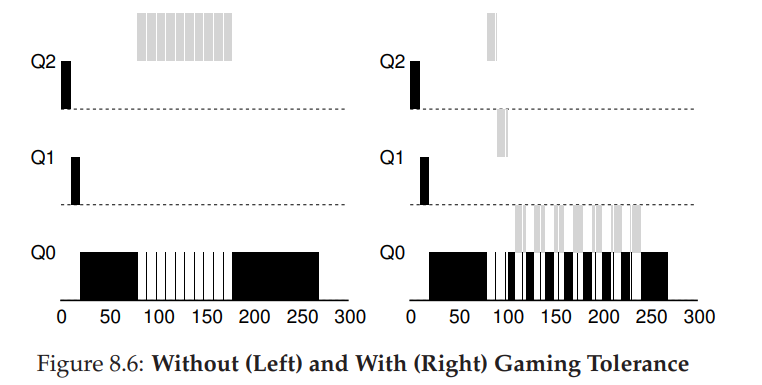 Q2 Q2
Q1 Q1
Q0 Q0
0 50 100 150 200 250 300 0 50 100 150 200 250 300
Figure 8.6: Without (Left) and With (Right) Gaming Tolerance